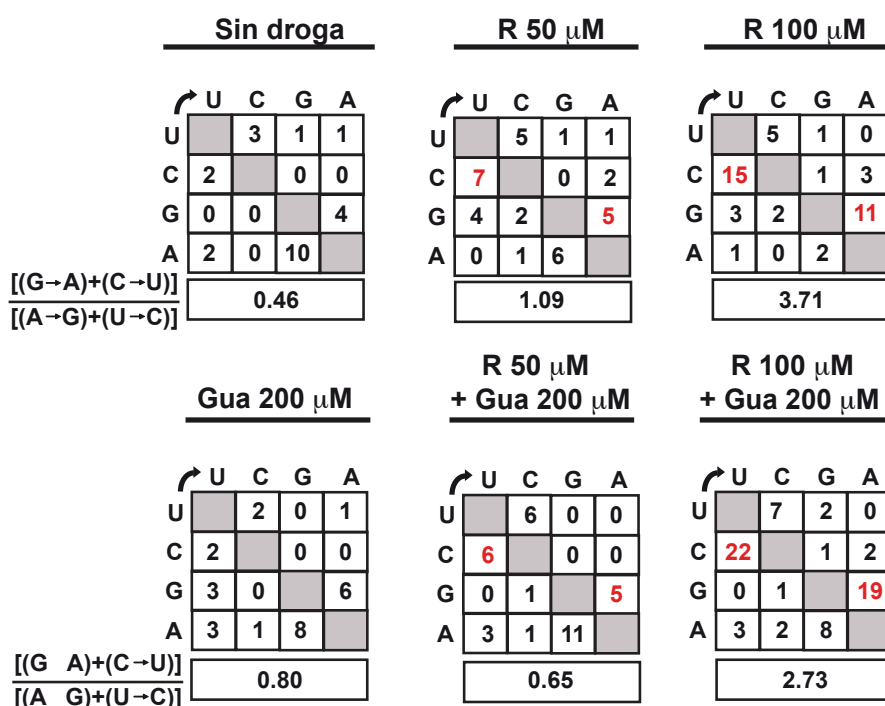 Sin droga
R 50 μM
R 100 μM
U C G A
U 3 1 1
C 2 0 0
G 0 0 4
A 2 0 10
U C G A
U 5 1 1
C 7 0 2
G 4 2 5
A 0 1 6
U C G A
U 5 1 0
C 15 1 3
G 3 2 11
A 1 0 2
[(G→A)+(C→U)]
[(A→G)+(U→C)]
0.46
1.09
3.71
Gua 200 μM
R 50 μM
+ Gua 200 μM
R 100 μM
+ Gua 200 μM
U C G A
U 2 0 1
C 2 0 0
G 3 0 6
A 3 1 8
U C G A
U 6 0 0
C 6 0 0
G 0 1 5
A 3 1 11
U C G A
U 7 2 0
C 22 1 2
G 0 1 19
A 3 2 8
[(G A)+(C→U)]
[(A G)+(U→C)]
0.80
0.65
2.73